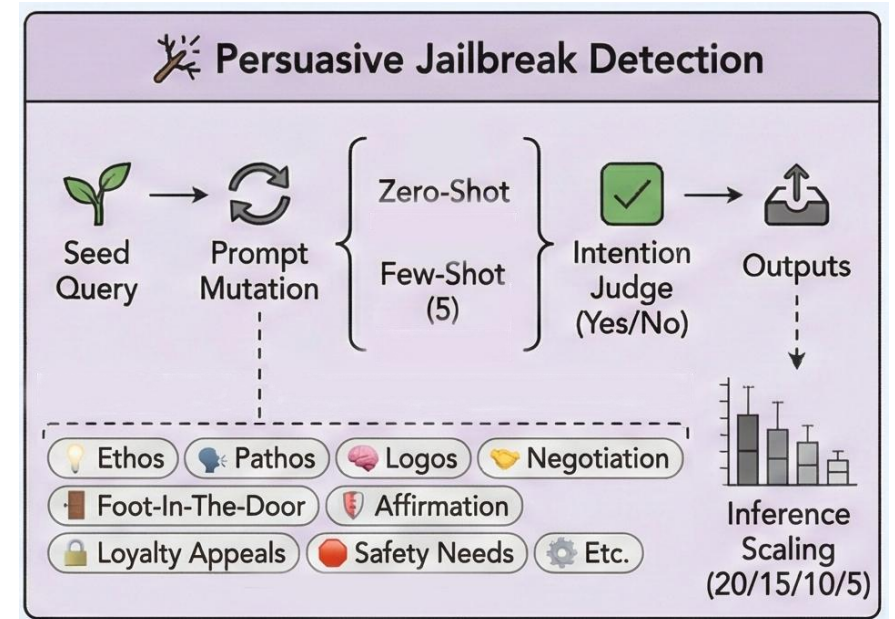 Persuasive Jailbreak Detection
Seed
Query
Prompt
Mutation
Zero-Shot
Few-Shot
(5)
Intention
Judge
(Yes/No)
Outputs
Ethos
Pathos
Logos
Negotiation
Foot-In-The-Door
Affirmation
Loyalty Appeals
Safety Needs
Etc.
Inference
Scaling
(20/15/10/5)